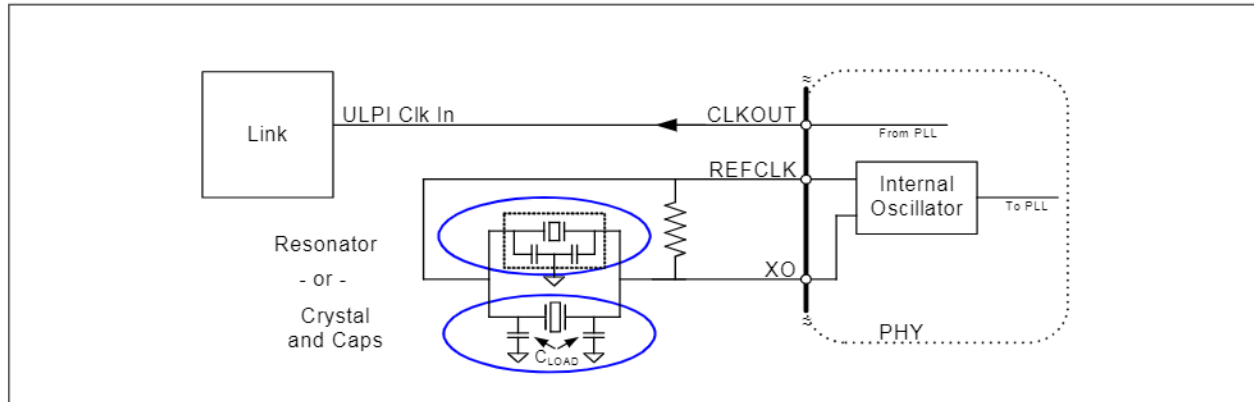 Link
ULPI Clk In
CLKOUT
From PLL
REFCLK
Internal
Oscillator
To PLL
Resonator
- or -
Crystal
and Caps
XO
CLOAD
PHY